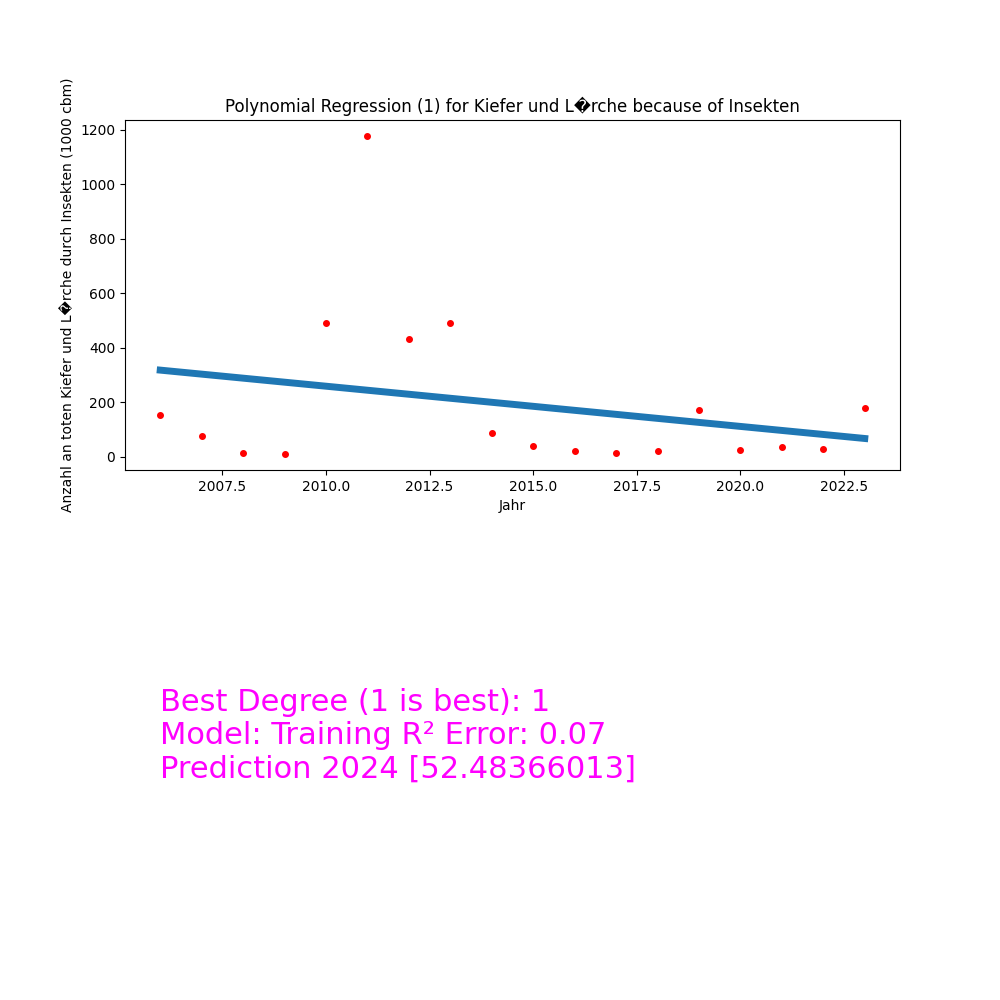 Polynomial Regression (1) for Kiefer und L�rche because of Insekten
Anzahl an toten Kiefer und L�rche durch Insekten (1000 cbm)
1200
1000
800
600
400
200
0
2007.5 2010.0 2012.5 2015.0 2017.5 2020.0 2022.5
Jahr
Best Degree (1 is best): 1
Model: Training R² Error: 0.07
Prediction 2024 [52.48366013]